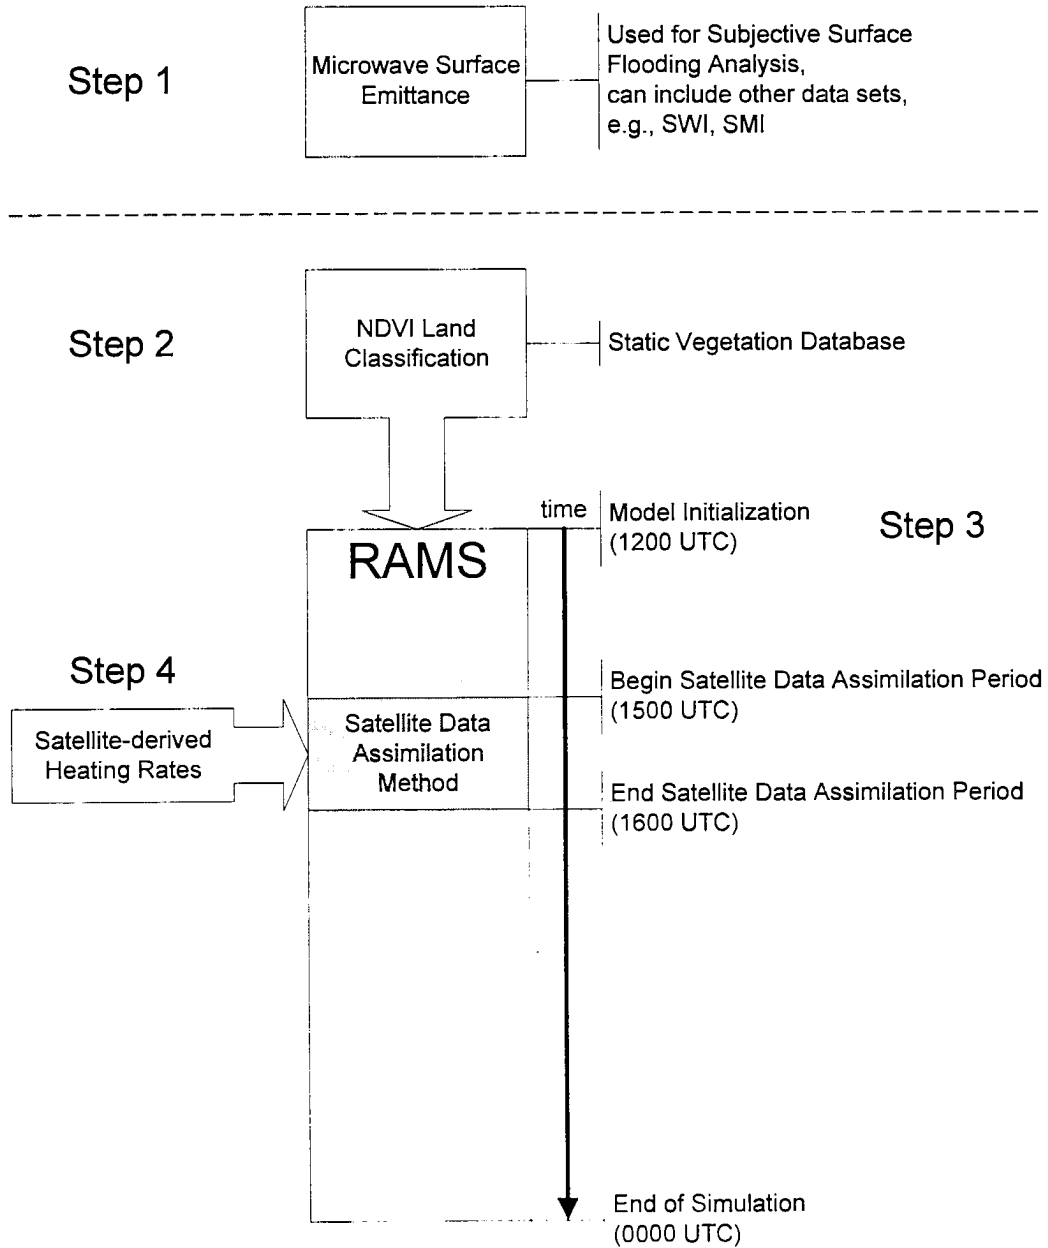 Step 1
Microwave Surface
Emittance
Used for Subjective Surface
Flooding Analysis,
can include other data sets,
e.g., SWI, SMI
Step 2
NDVI Land
Classification
Static Vegetation Database
time
Model Initialization
(1200 UTC)
Step 3
RAMS
Step 4
Satellite-derived
Heating Rates
Satellite Data
Assimilation
Method
Begin Satellite Data Assimilation Period
(1500 UTC)
End Satellite Data Assimilation Period
(1600 UTC)
End of Simulation
(0000 UTC)